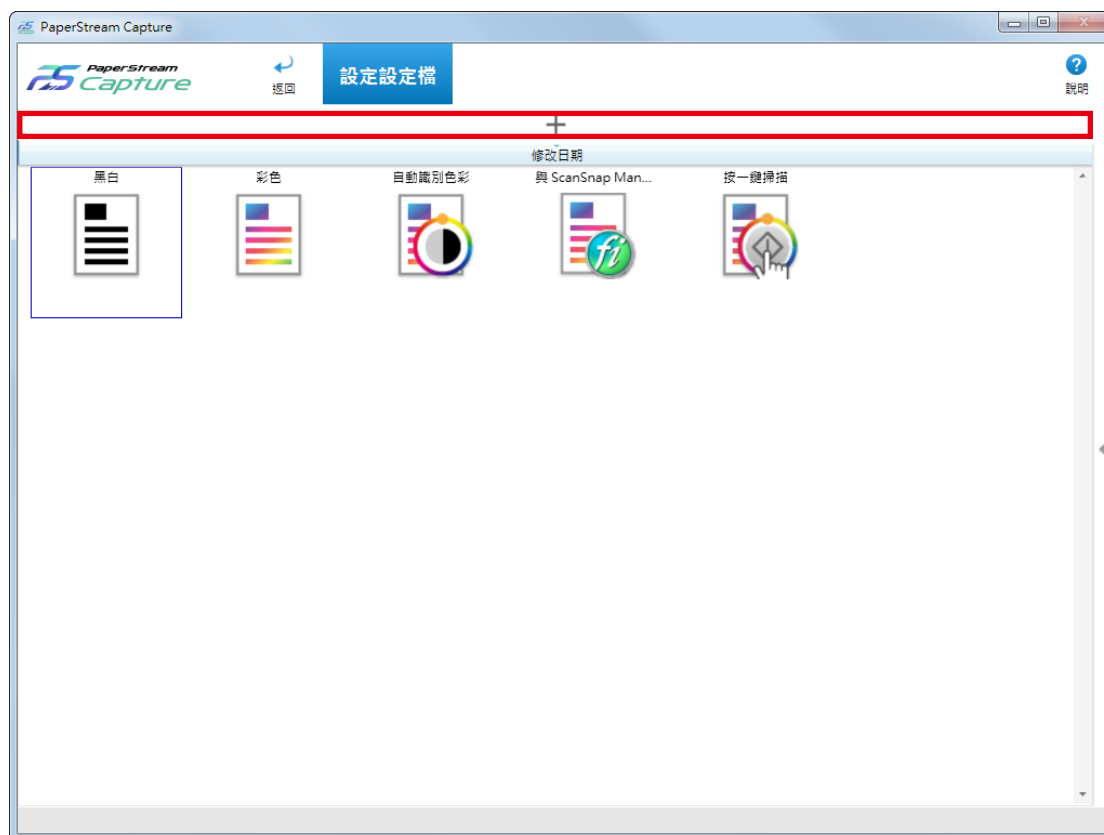 PaperStream Capture
PaperStream
Capture
返回
設定設定檔
?
說明
+
修改日期
黑白
彩色
自動識別色彩
與 ScanSnap Man...
按一鍵掃描
fi